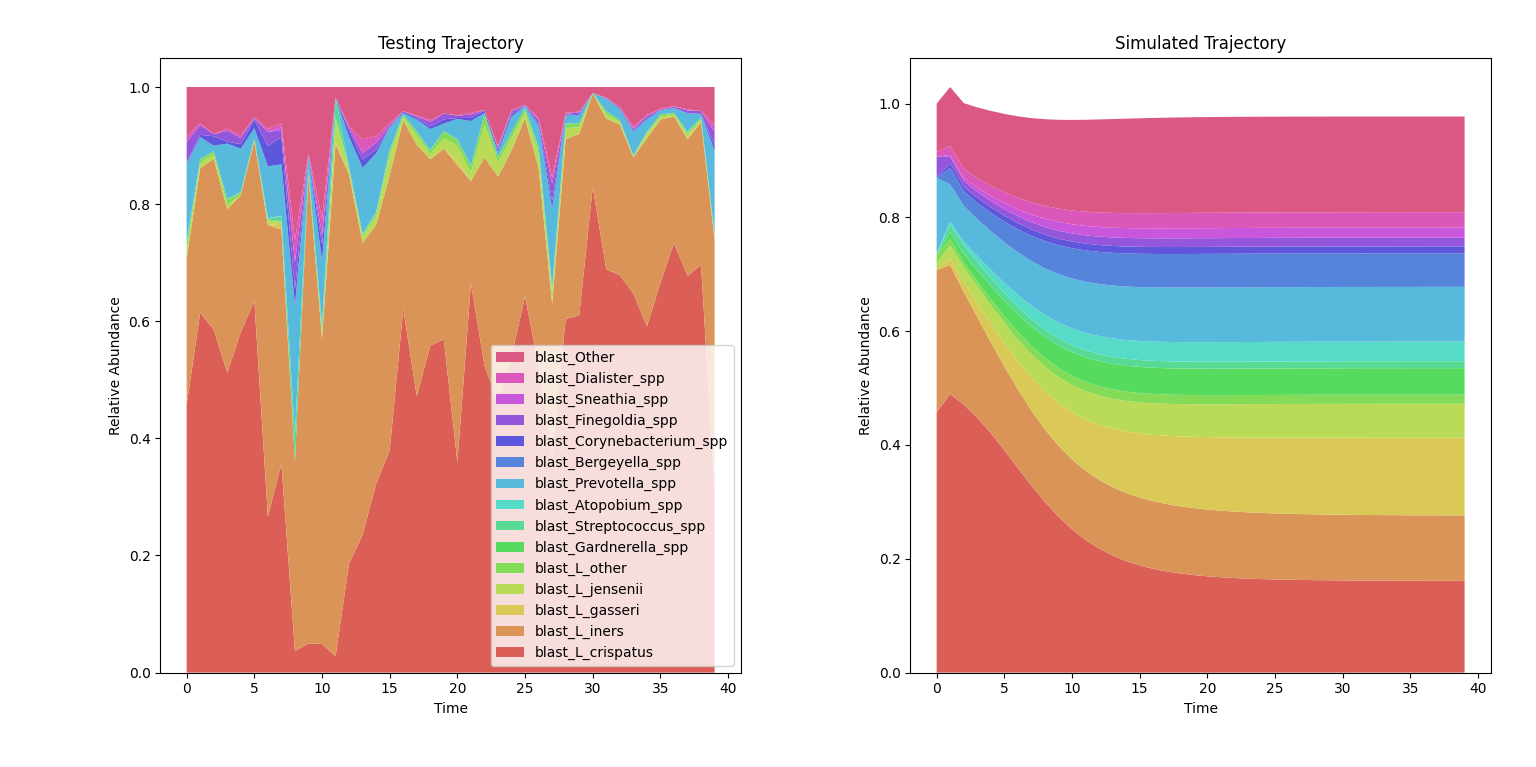 Testing Trajectory
1.0
0.8
0.6
0.4
0.2
0.0
Relative Abundance
0 5 10 15 20 25 30 35 40
Time
blast_Other
blast_Dialister_spp
blast_Sneathia_spp
blast_Finegoldia_spp
blast_Corynebacterium_spp
blast_Bergeyella_spp
blast_Prevotella_spp
blast_Atopobium_spp
blast_Streptococcus_spp
blast_Gardnerella_spp
blast_L_other
blast_L_jensenii
blast_L_gasseri
blast_L_iners
blast_L_crispatus
Simulated Trajectory
1.0
0.8
0.6
0.4
0.2
0.0
Relative Abundance
0 5 10 15 20 25 30 35 40
Time